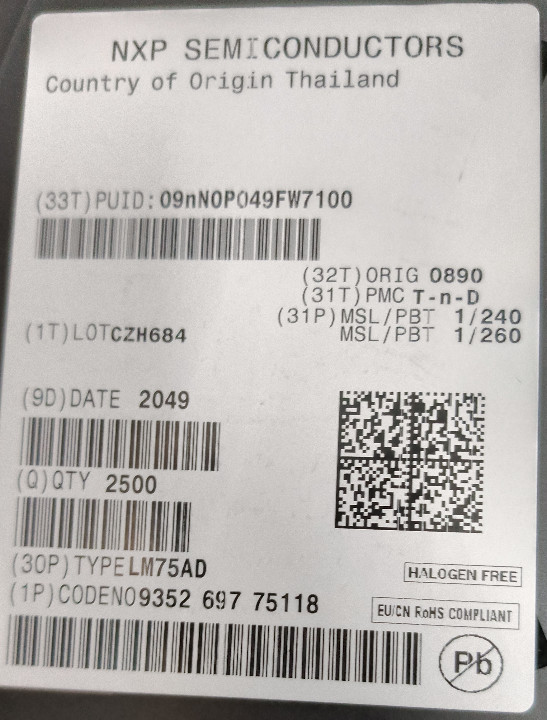 NXP SEMICONDUCTORS
Country of Origin Thailand
(33T)PUID:09nN0P049FW7100
(32T)ORIG 0890
(31T)PMC T-n-D
(31P)MSL/PBT 1/240
MSL/PBT 1/260
(1T)LOTCZH684
(9D)DATE 2049
(Q)QTY 2500
(30P)TYPELM75AD
HALOGEN FREE
(1P)CODENO9352 697 75118
EU/CN RoHS COMPLIANT
Pb